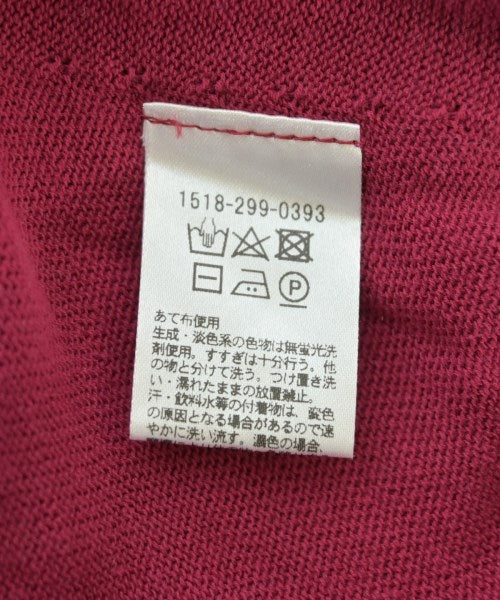 1518-299-0393
P
あて布使用
生成・淡色系の色物は無蛍光洗
剤使用。すすぎは十分行う。他
の物と分けて洗う。つけ置き洗
い・濡れたままの放置禁止。
汗・飲料水等の付着物は、変色
の原因となる場合があるので速
やかに洗い流す。濃色の場合、